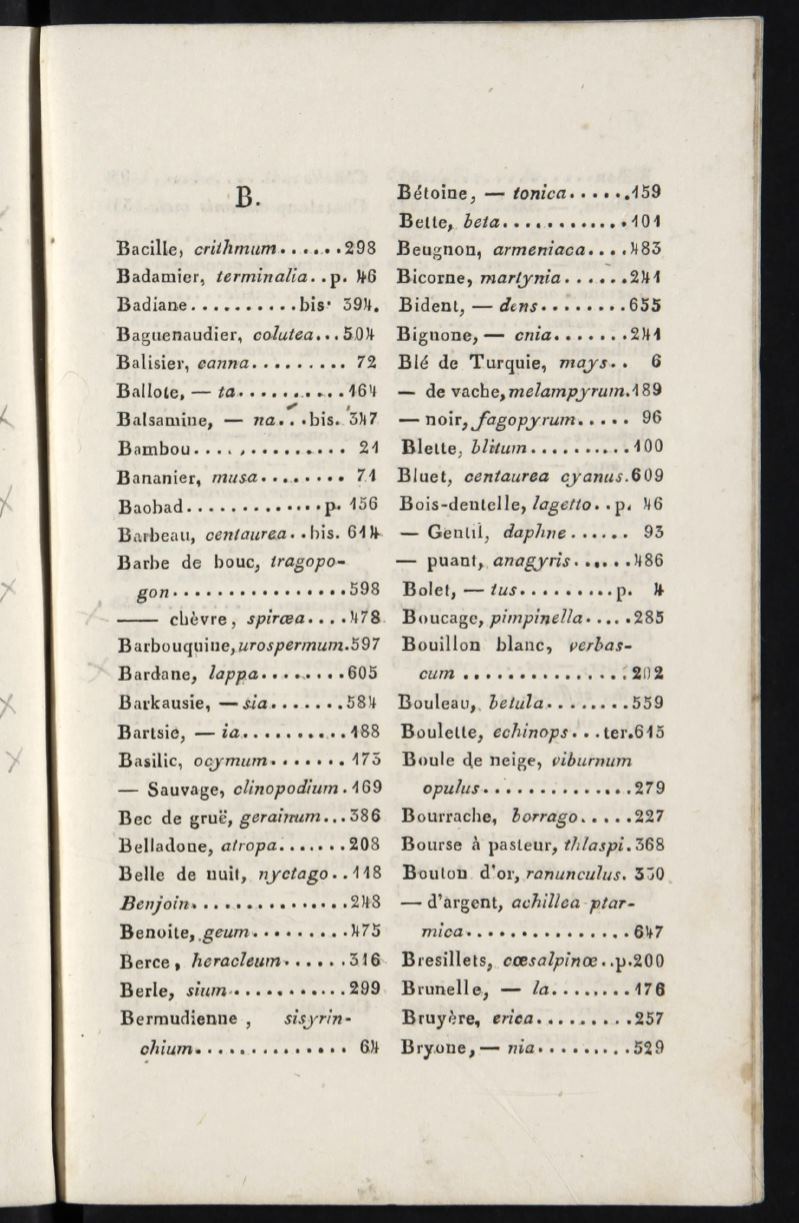 B.
Bacille, crithmum......298
Badamier, terminalia..p. 46
Badiane..........bis· 394.
Baguenaudier, colutea...504
Balisier, canna......... 72
Ballote, — ta..........164
Balsamine, — na...bis. 347
Bambou.............. 21
Bananier, musa........ 71
Baobad.............p. 156
Barbeau, centaurea..bis. 614
Barbe de bouc, tragopo-
gon................598
—— chèvre, spiræa....478
Barbouquine, urospermum.597
Bardane, lappa........605
Barkausie, — sia.......584
Bartsie, — ia..........188
Basilic, ocymum....... 175
— Sauvage, clinopodium.169
Bec de gruë, gerainum...386
Belladone, atropa.......208
Belle de nuit, nyctago..118
Benjoin...............248
Benoite, geum.........475
Berce, heracleum......316
Berle, sium...........299
Bermudienne, sisyrin-
chium.............. 64
Bétoine, — tonica......159
Bette, beta............101
Beugnon, armeniaca....483
Bicorne, martynia......241
Bident, — dens........655
Bignone, — cnia.......241
Blé de Turquie, mays.. 6
— de vache, melampyrum.189
— noir, fagopyrum..... 96
Blette, blitum..........100
Bluet, centaurea cyanus.609
Bois-dentelle, lagetto..p. 46
— Gentil, daphne...... 93
— puant, anagyris......486
Bolet, — tus.........p. 4
Boucage, pimpinella.....285
Bouillon blanc, verbas-
cum ...............202
Bouleau, betula........559
Boulette, echinops...ter.615
Boule de neige, viburnum
opulus..............279
Bourrache, borrago.....227
Bourse à pasteur, thlaspi.368
Bouton d'or, ranunculus. 330
— d'argent, achillea ptar-
mica...............647
Bresillets, cœsalpinœ..p.200
Brunelle, — la........176
Bruyère, erica.........257
Bryone, — nia.........529